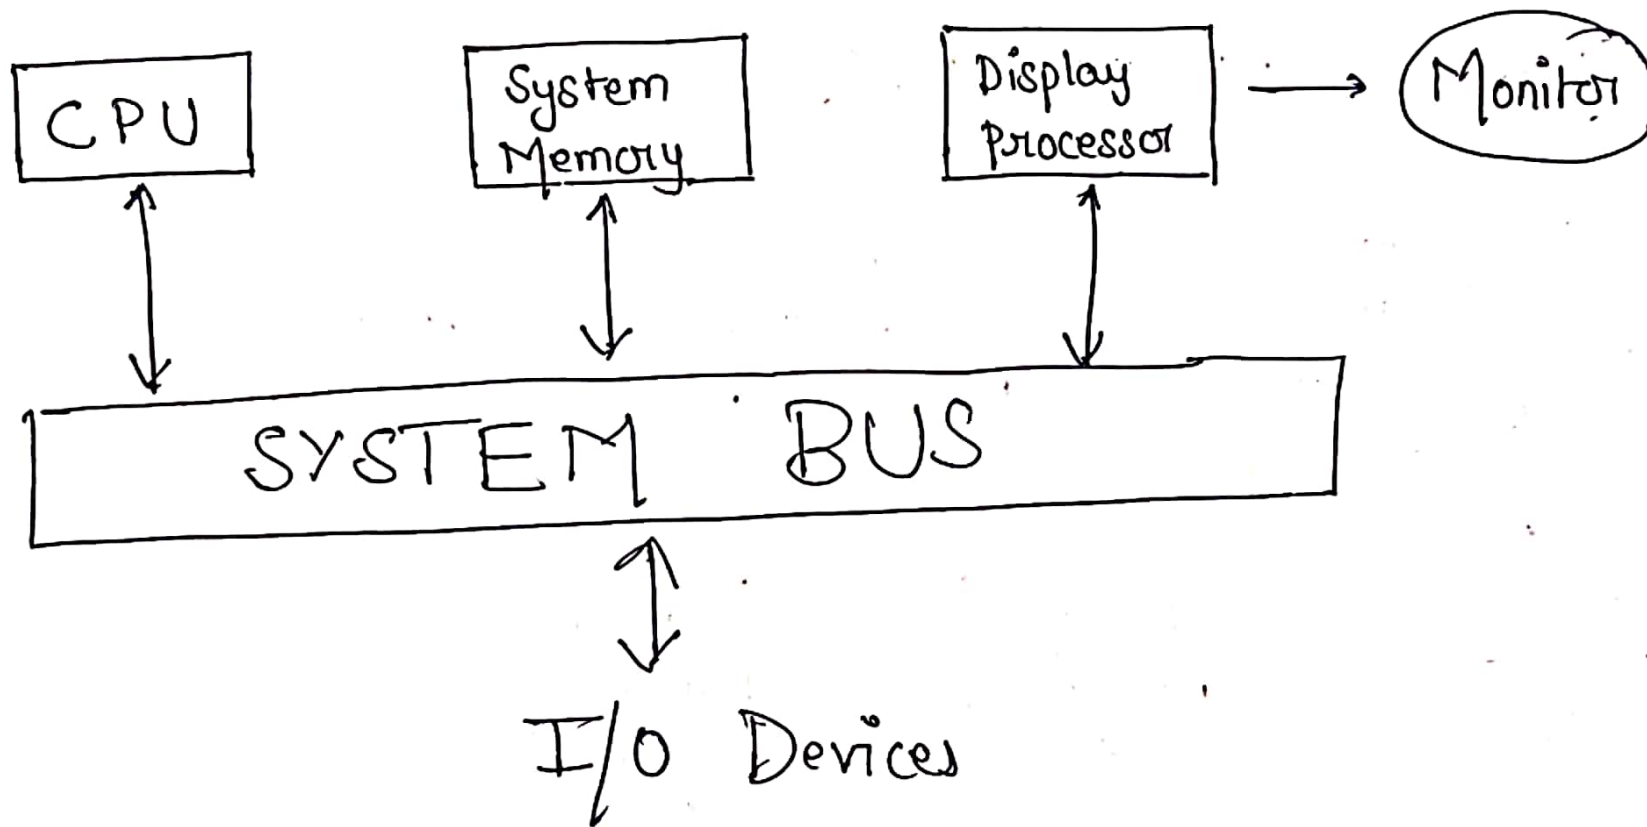 CPU
System
Memory
Display
Processor
Monitor
SYSTEM BUS
I/O Devices